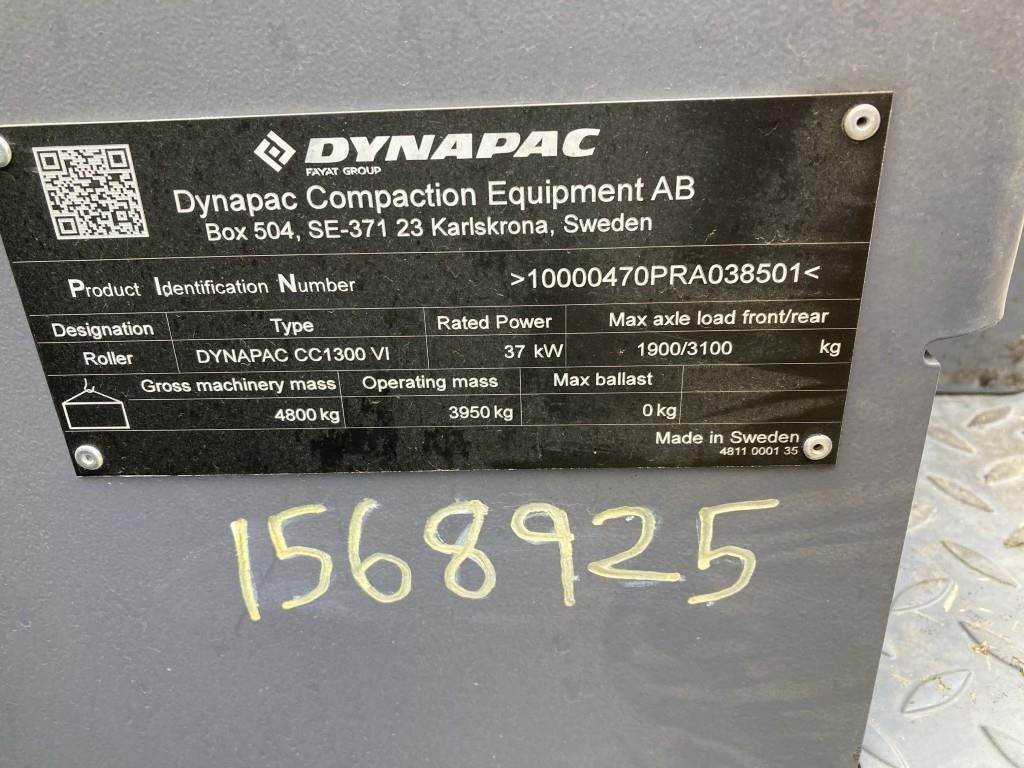 DYNAPAC
FAYAT GROUP
Dynapac Compaction Equipment AB
Box 504, SE-371 23 Karlskrona, Sweden
Product Identification Number >10000470PRA038501<
Designation Type Rated Power Max axle load front/rear
Roller DYNAPAC CC1300 VI 37 kW 1900/3100 kg
Gross machinery mass Operating mass Max ballast
4800 kg 3950 kg 0 kg
Made in Sweden
4811 0001 35
1568925